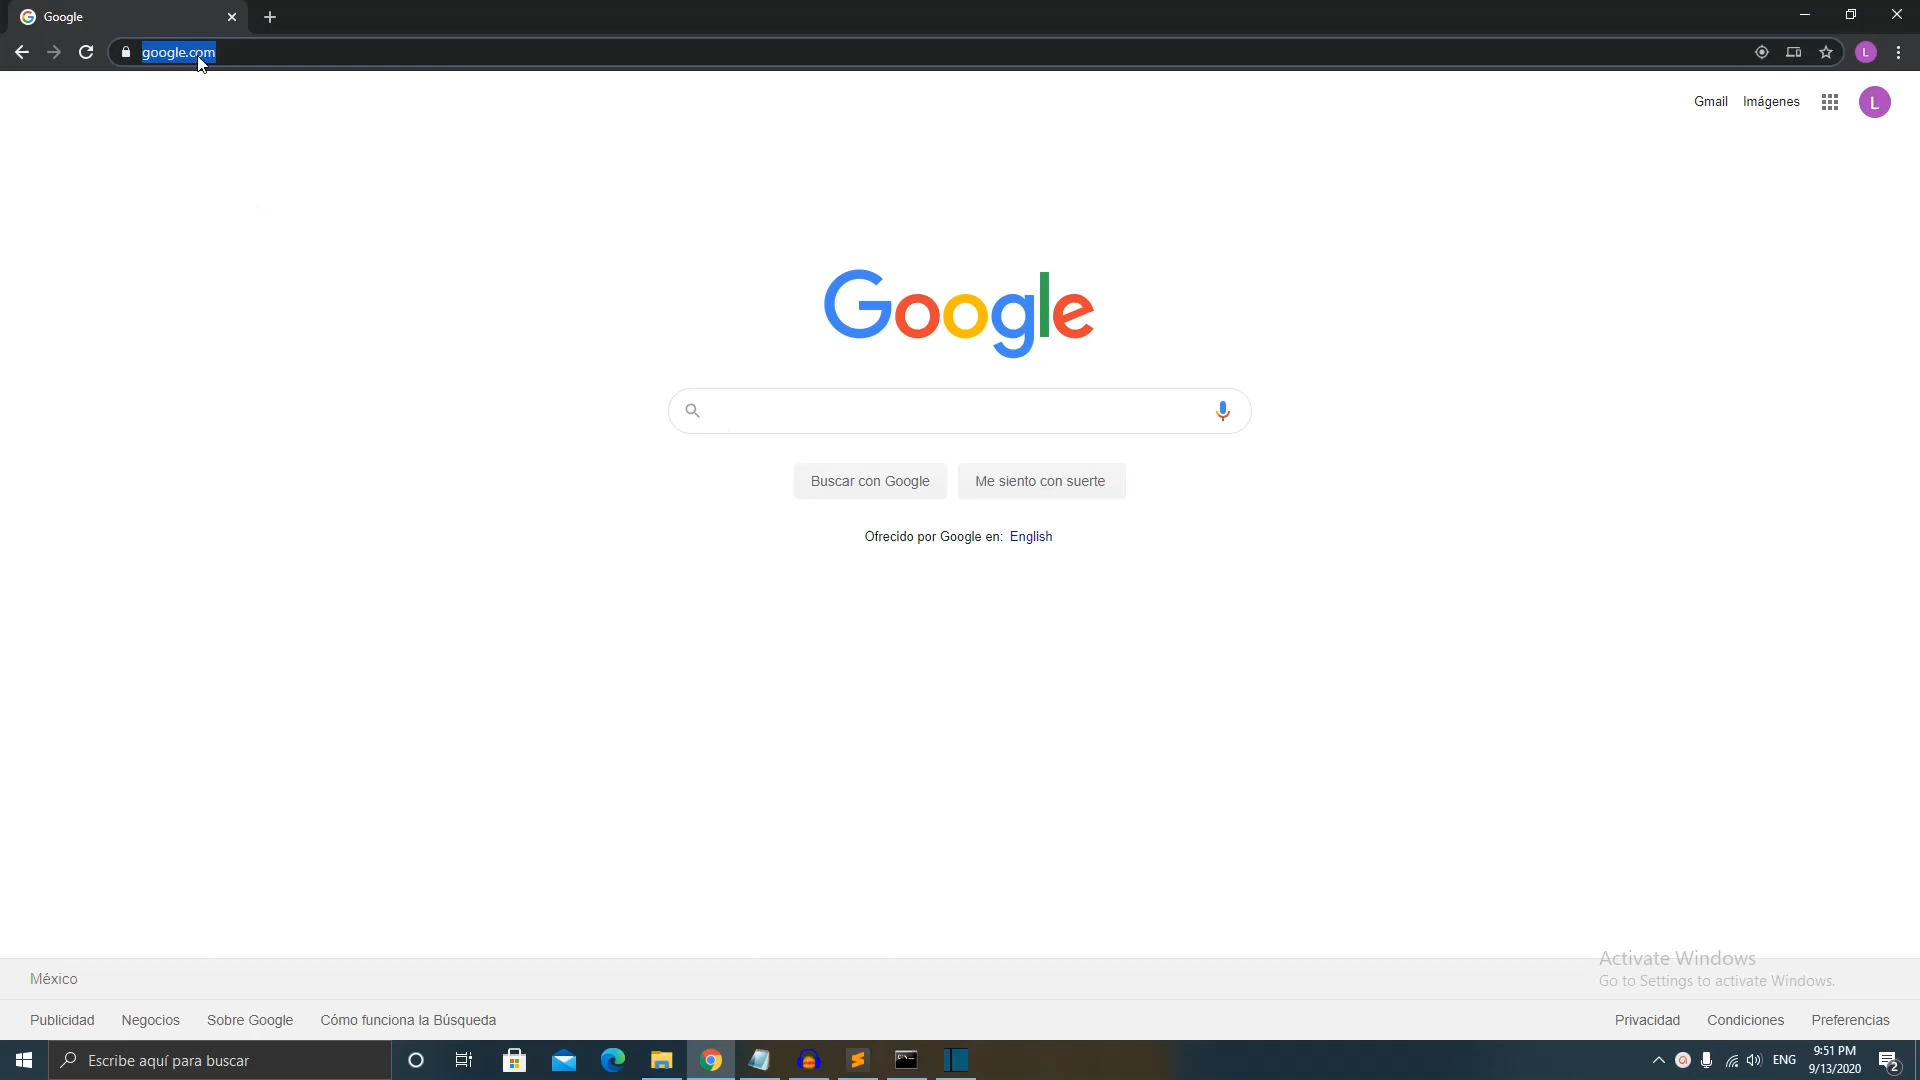 Google
google.com
L
Gmail Imágenes
L
Google
Buscar con Google Me siento con suerte
Ofrecido por Google en: English
Activate Windows
Go to Settings to activate Windows.
México
Publicidad Negocios Sobre Google Cómo funciona la Búsqueda Privacidad Condiciones Preferencias
Escribe aquí para buscar
ENG
9:51 PM
9/13/2020
2